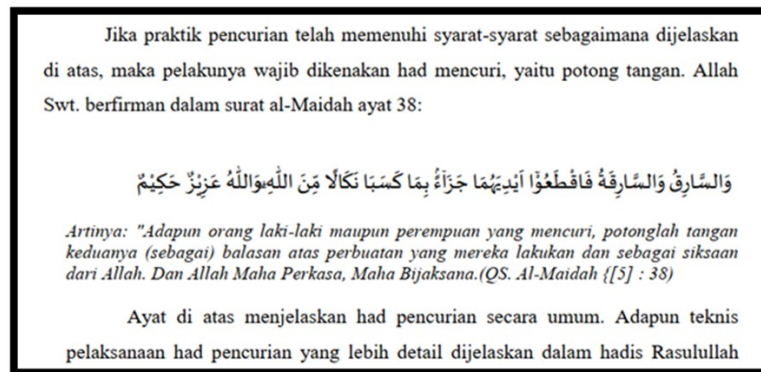 Jika praktik pencurian telah memenuhi syarat-syarat sebagaimana dijelaskan
di atas, maka pelakunya wajib dikenakan had mencuri, yaitu potong tangan. Allah
Swt. berfirman dalam surat al-Maidah ayat 38:
وَالسَّارِقُ وَالسَّارِقَةُ فَاقْطَعُوْٓا اَيْدِيَهُمَا جَزَاۤءًۢ بِمَا كَسَبَا نَكَالًا مِّنَ اللّٰهِ ۗوَاللّٰهُ عَزِيْزٌ حَكِيْمٌ
Artinya: "Adapun orang laki-laki maupun perempuan yang mencuri, potonglah tangan
keduanya (sebagai) balasan atas perbuatan yang mereka lakukan dan sebagai siksaan
dari Allah. Dan Allah Maha Perkasa, Maha Bijaksana.(QS. Al-Maidah {[5] : 38)
Ayat di atas menjelaskan had pencurian secara umum. Adapun teknis
pelaksanaan had pencurian yang lebih detail dijelaskan dalam hadis Rasulullah